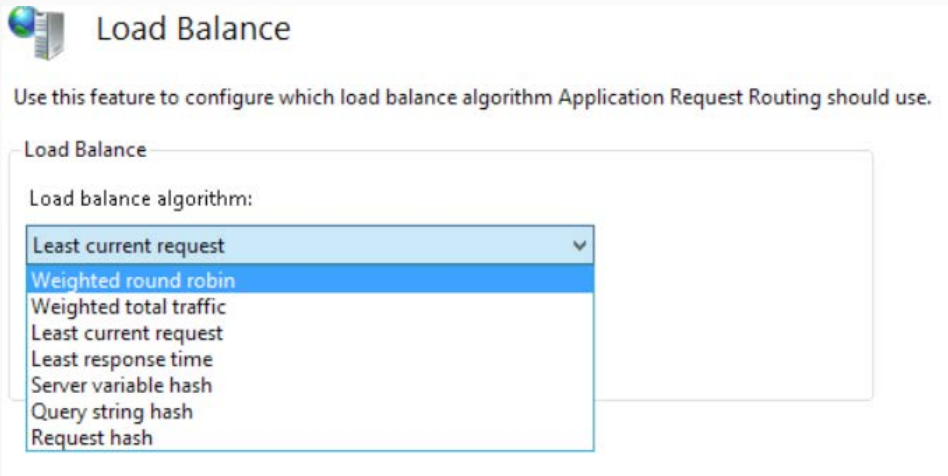 Load Balance
Use this feature to configure which load balance algorithm Application Request Routing should use.
Load Balance
Load balance algorithm:
Least current request
Weighted round robin
Weighted total traffic
Least current request
Least response time
Server variable hash
Query string hash
Request hash